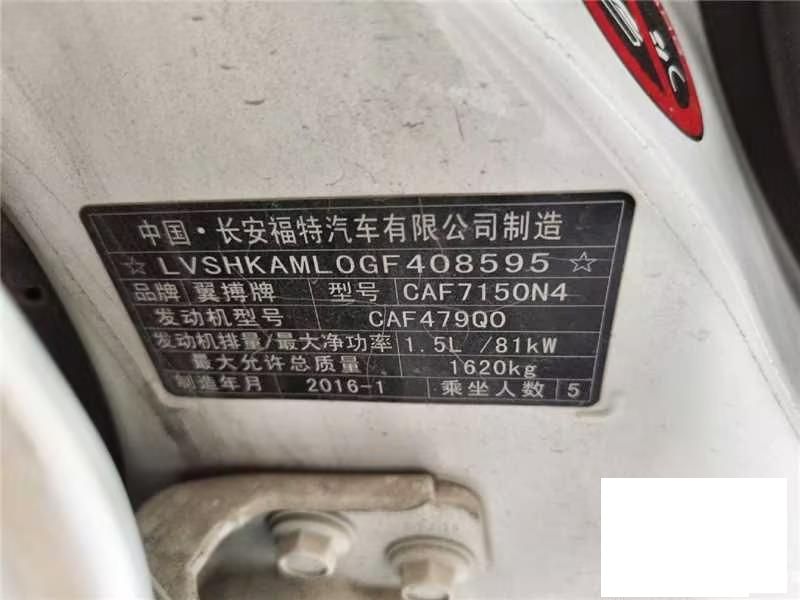 中国·长安福特汽车有限公司制造
☆LVSHKAML0GF408595☆
品牌 翼搏牌 型号 CAF7150N4
发动机型号 CAF479Q0
发动机排量/最大净功率 1.5L /81kW
最大允许总质量 1620kg
制造年月 2016-1 乘坐人数 5